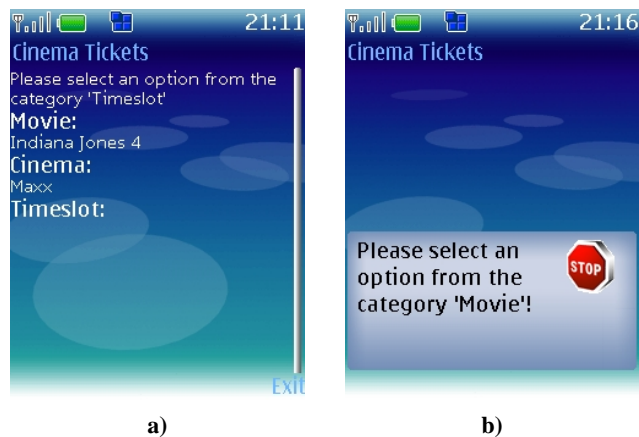 21:11
Cinema Tickets
Please select an option from the
category 'Timeslot'
Movie:
Indiana Jones 4
Cinema:
Maxx
Timeslot:
Exit
a)
21:16
Cinema Tickets
Please select an
option from the
category 'Movie'!
STOP
b)